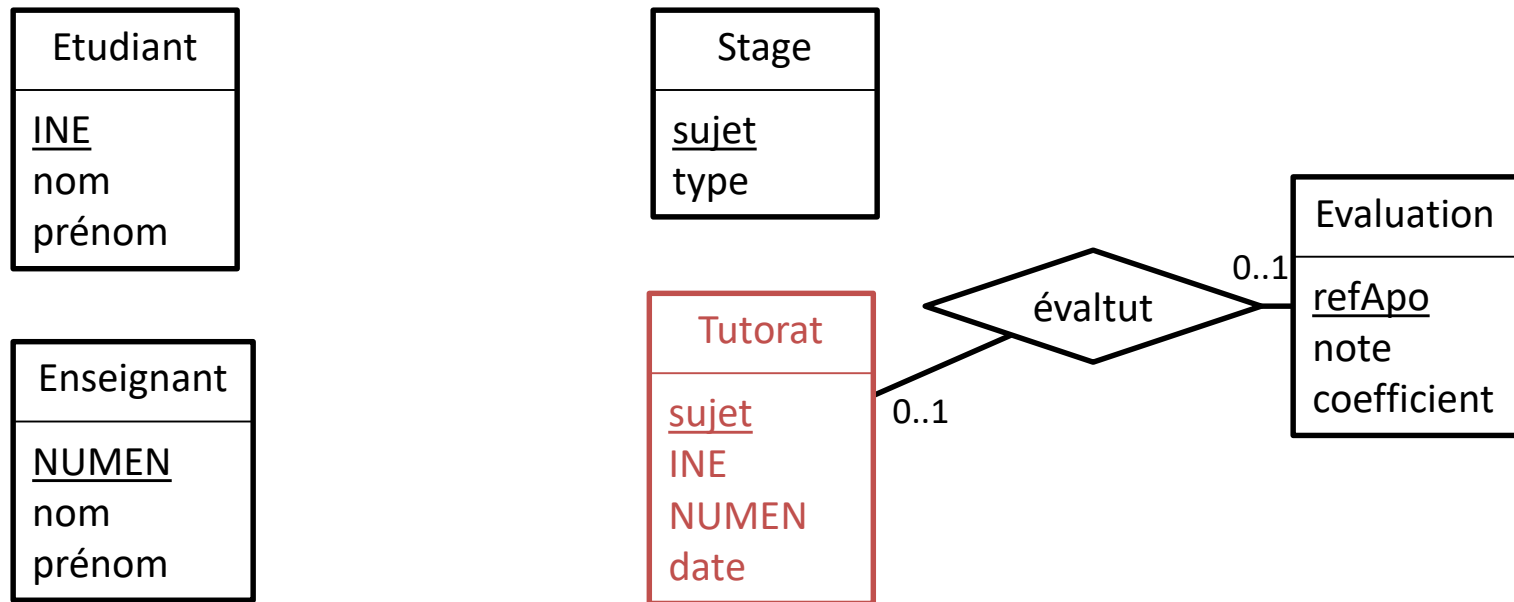 Etudiant
INE
nom
prénom
Stage
sujet
type
Evaluation
refApo
note
coefficient
0..1
évaltut
0..1
Tutorat
sujet
INE
NUMEN
date
Enseignant
NUMEN
nom
prénom